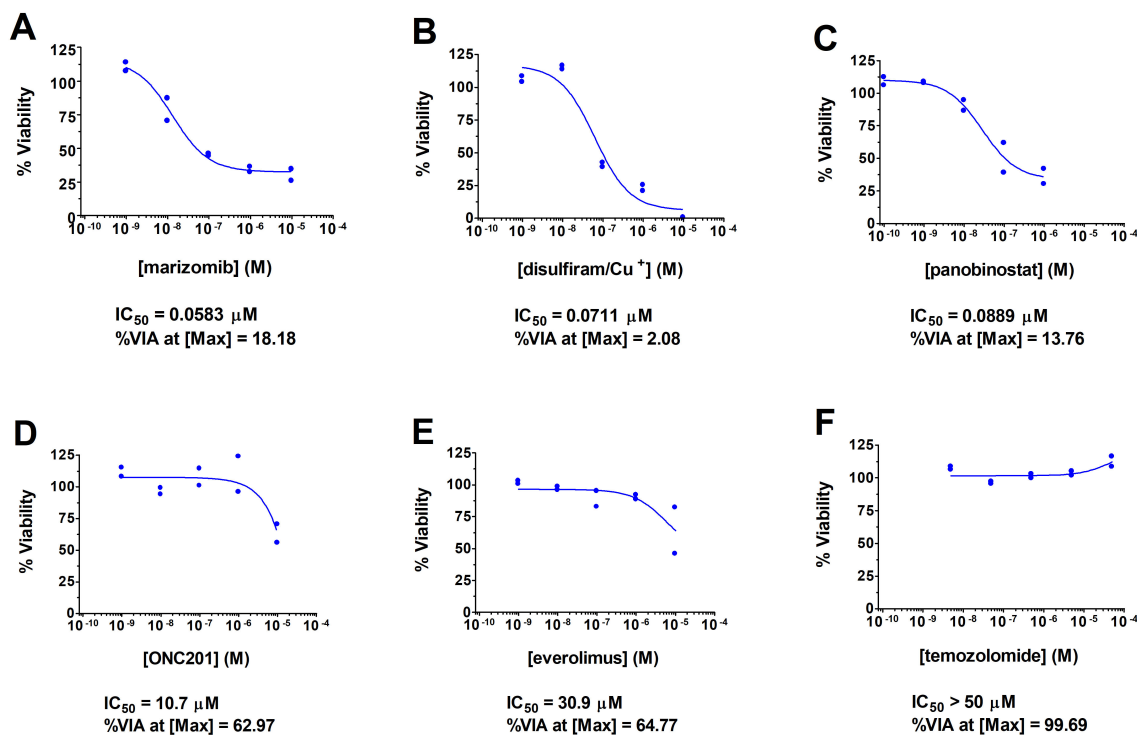 A
% Viability
125
100
75
50
25
0
10^-10 10^-9 10^-8 10^-7 10^-6 10^-5 10^-4
[marizomib] (M)
IC50 = 0.0583 μM
%VIA at [Max] = 18.18
B
% Viability
125
100
75
50
25
0
10^-10 10^-9 10^-8 10^-7 10^-6 10^-5 10^-4
[disulfiram/Cu +] (M)
IC50 = 0.0711 μM
%VIA at [Max] = 2.08
C
% Viability
125
100
75
50
25
0
10^-10 10^-9 10^-8 10^-7 10^-6 10^-5 10^-4
[panobinostat] (M)
IC50 = 0.0889 μM
%VIA at [Max] = 13.76
D
% Viability
125
100
75
50
25
0
10^-10 10^-9 10^-8 10^-7 10^-6 10^-5 10^-4
[ONC201] (M)
IC50 = 10.7 μM
%VIA at [Max] = 62.97
E
% Viability
125
100
75
50
25
0
10^-10 10^-9 10^-8 10^-7 10^-6 10^-5 10^-4
[everolimus] (M)
IC50 = 30.9 μM
%VIA at [Max] = 64.77
F
% Viability
125
100
75
50
25
0
10^-10 10^-9 10^-8 10^-7 10^-6 10^-5 10^-4
[temozolomide] (M)
IC50 > 50 μM
%VIA at [Max] = 99.69